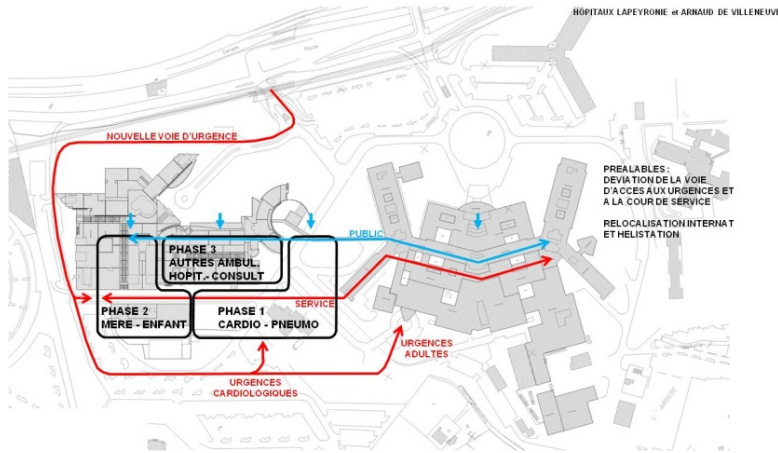 HÔPITAUX LAPEYRONIE et ARNAUD DE VILLENEUVE
NOUVELLE VOIE D'URGENCE
PREALABLES :
DEVIATION DE LA VOIE
D'ACCES AUX URGENCES ET
A LA COUR DE SERVICE
RELOCALISATION INTERNAT
ET HELISTATION
PUBLIC
PHASE 3
AUTRES AMBUL.
HOPIT.- CONSULT
SERVICE
PHASE 2
MERE - ENFANT
PHASE 1
CARDIO - PNEUMO
URGENCES
ADULTES
URGENCES
CARDIOLOGIQUES